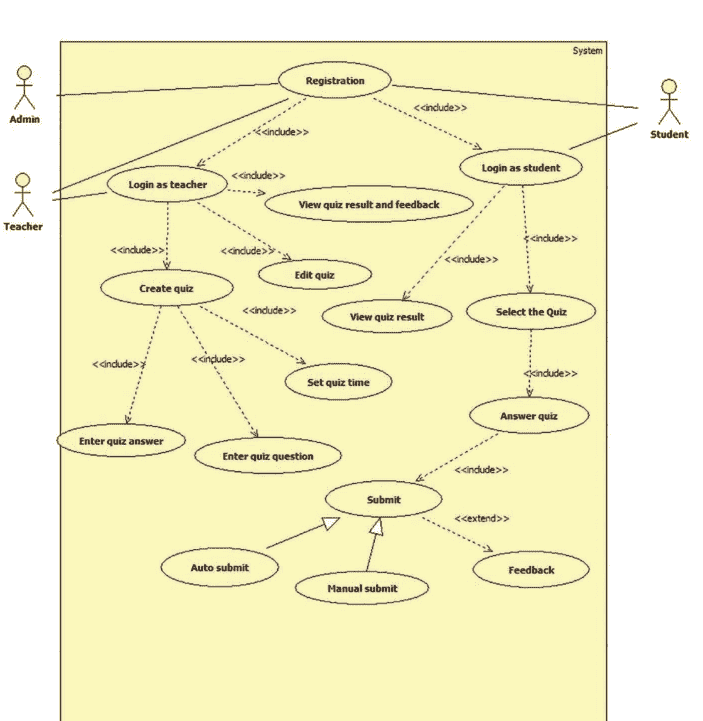 System
Registration
Admin
<<include>>
<<include>>
Student
Login as student
<<include>>
Login as teacher
View quiz result and feedback
Teacher
<<include>>
<<include>>
<<include>>
<<include>>
Edit quiz
Create quiz
<<include>>
View quiz result
Select the Quiz
<<include>>
<<include>>
<<include>>
Set quiz time
Answer quiz
Enter quiz answer
Enter quiz question
<<include>>
Submit
<<extend>>
Auto submit
Feedback
Manual submit